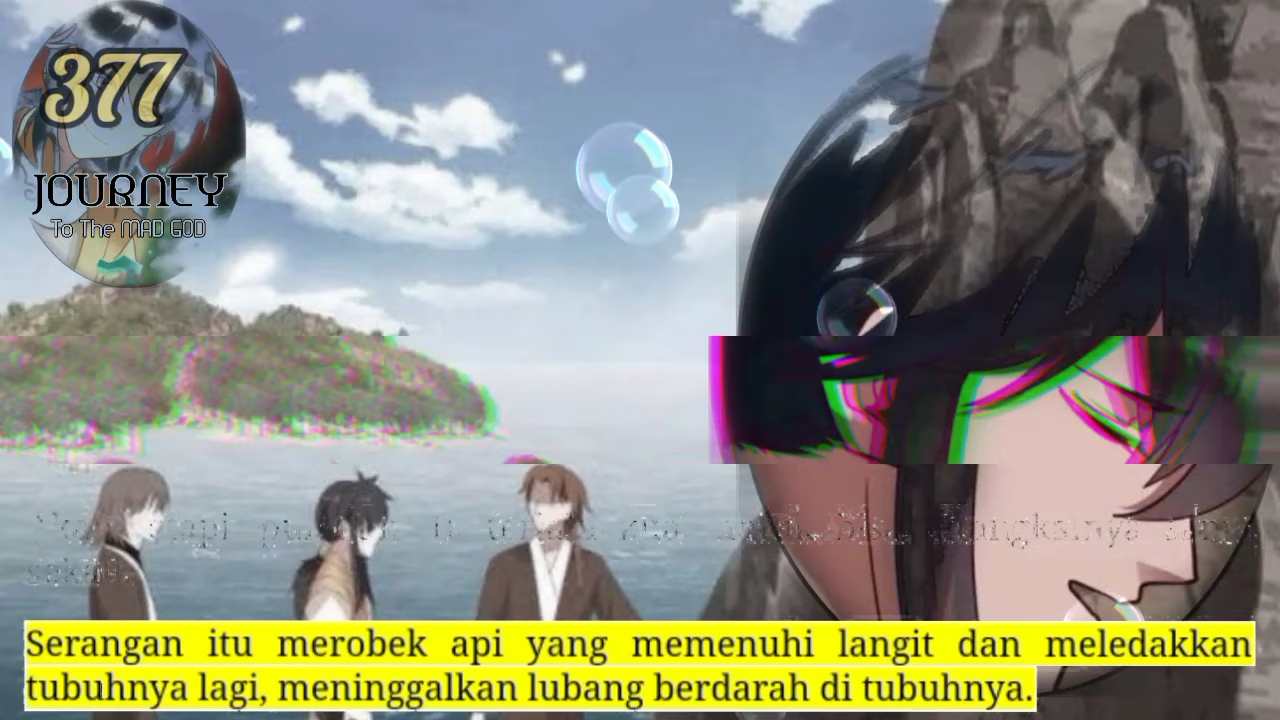 377
JOURNEY
To The MAD GOD
Serangan itu merobek api yang memenuhi langit dan meledakkan
tubuhnya lagi, meninggalkan lubang berdarah di tubuhnya.